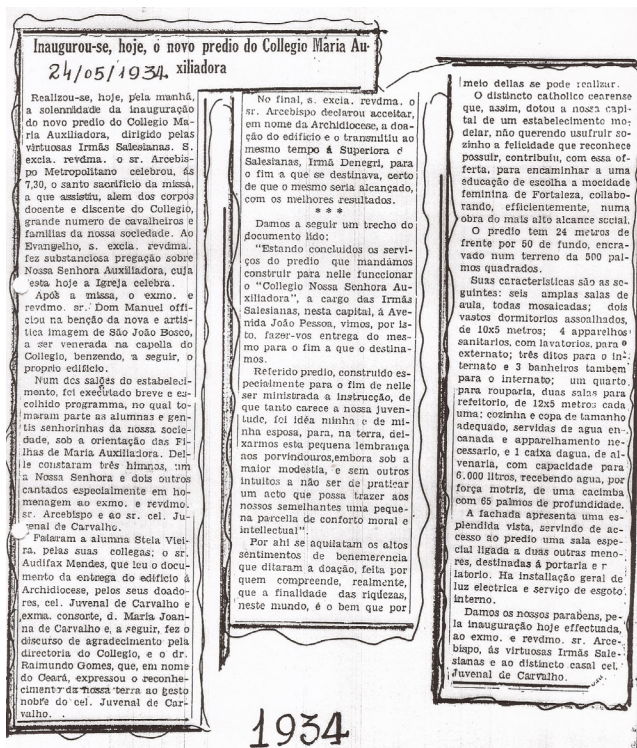 Inaugurou-se, hoje, o novo predio do Collegio Maria Au-
xiliadora
24/05/1934.
Realizou-se, hoje, pela manhã,
a solennidade da inauguração
do novo predio do Collegio Ma-
ria Auxiliadora, dirigido pelas
virtuosas Irmãs Salesianas. S.
excia. revdma. o sr. Arcebis-
po Metropolitano celebrou, ás
7,30, o santo sacrificio da missa,
a que assistiu, alem dos corpos
docente e discente do Collegio,
grande numero de cavalheiros e
familias da nossa sociedade. Ao
Evangelho, s. excia. revdma.
fez substanciosa pregação sobre
Nossa Senhora Auxiliadora, cuja
festa hoje a Igreja celebra.
Após a missa, o exmo. e
revdmo. sr. Dom Manuel offi-
ciou na benção da nova e artis-
tica imagem de São João Bosco,
a ser venerada na capella do
Collegio, benzendo, a seguir, o
proprio edificio.
Num dos salões do estabeleci-
mento, foi executado breve e es-
colhido programma, no qual to-
maram parte as alumnas e gen-
tis senhorinhas da nossa socie-
dade, sob a orientação das Fi-
lhas de Maria Auxiliadora. Del-
le constaram três himnos, um
a Nossa Senhora e dois outros
cantados especialmente em ho-
menagem ao exmo. e revdmo.
sr. Arcebispo e ao sr. cel. Ju-
venal de Carvalho.
Falaram a alumna Stela Viei-
ra, pelas suas collegas; o sr.
Audifax Mendes, que leu o docu-
mento da entrega do edificio á
Archidiocese, pelos seus doado-
res, cel. Juvenal de Carvalho e
exma. consorte, d. Maria Joan-
na de Carvalho e, a seguir, fez o
discurso de agradecimento pela
directoria do Collegio, e o dr.
Raimundo Gomes, que, em nome
do Ceará, expressou o reconhe-
cimento da nossa terra ao gesto
nobre do cel. Juvenal de Car-
valho.
No final, s. excia. revdma. o
sr. Arcebispo declarou acceitar,
em nome da Archidiocese, a doa-
ção do edificio e o transmittiu ao
mesmo tempo á Superiora d
Salesianas, Irmã Denegri, para
o fim a que se destinava, certo
de que o mesmo seria alcançado,
com os melhores resultados.
* * *
Damos a seguir um trecho do
documento lido:
"Estando concluidos os servi-
ços do predio que mandámos
construir para nelle funccionar
o "Collegio Nossa Senhora Au-
xiliadora", a cargo das Irmãs
Salesianas, nesta capital, á Ave-
nida João Pessoa, vimos, por is-
to, fazer-vos entrega do mes-
mo para o fim a que o destina-
mos.
Referido predio, construido es-
pecialmente para o fim de nelle
ser ministrada a instrucção, de
que tanto carece a nossa juven-
tude, foi idéa minha e de mi-
nha esposa, para, na terra, dei-
xarmos esta pequena lembrança
aos porvindouros,embora sob a
maior modestia, e sem outros
intuitos a não ser de praticar
um acto que possa trazer aos
nossos semelhantes uma peque-
na parcella de conforto moral e
intellectual".
Por ahi se aquilatam os altos
sentimentos de benemerencia
que ditaram a doação, feita por
quem comprende, realmente,
que a finalidade das riquezas,
neste mundo, é o bem que por
meio dellas se pode realizar.
O distincto catholico cearense
que, assim, dotou a nossa capi-
tal de um estabelecimento mo-
delar, não querendo usufruir so-
zinho a felicidade que reconhece
possuir, contribuiu, com essa of-
ferta, para encaminhar a uma
educação de escolha a mocidade
feminina de Fortaleza, collabo-
rando, efficientemente, numa
obra do mais alto alcance social.
O predio tem 24 metros de
frente por 50 de fundo, encra-
vado num terreno da 500 pal-
mos quadrados.
Suas caracteristicas são as se-
guintes: seis amplas salas de
aula, todas mosaicadas; dois
vastos dormitorios assoalhados,
de 10x5 metros; 4 apparelhos
sanitarios, com lavatorios, para o
externato; três ditos para o in-
ternato e 3 banheiros tambem
para o internato; um quarto
para rouparia, duas salas para
refeitorio, de 12x5 metros cada
uma; cozinha e copa de tamanho
adequado, servidas de agua en-
canada e apparelhamento ne-
cessario, e 1 caixa dagua, de al-
venaria, com capacidade para
6.000 litros, recebendo agua, por
força motriz, de uma cacimba
com 65 palmos de profundidade.
A fachada apresenta uma es-
plendida vista, servindo de ac-
cesso ao predio uma sala espe-
cial ligada a duas outras meno-
res, destinadas á portaria e r
latorio. Ha installação geral de
luz electrica e serviço de esgoto
interno.
Damos os nossos parabens, pe-
la inauguração hoje effectuada,
ao exmo. e revdmo. sr. Arce-
bispo, ás virtuosas Irmãs Sale-
sianas e ao distincto casal cel.
Juvenal de Carvalho.
1934